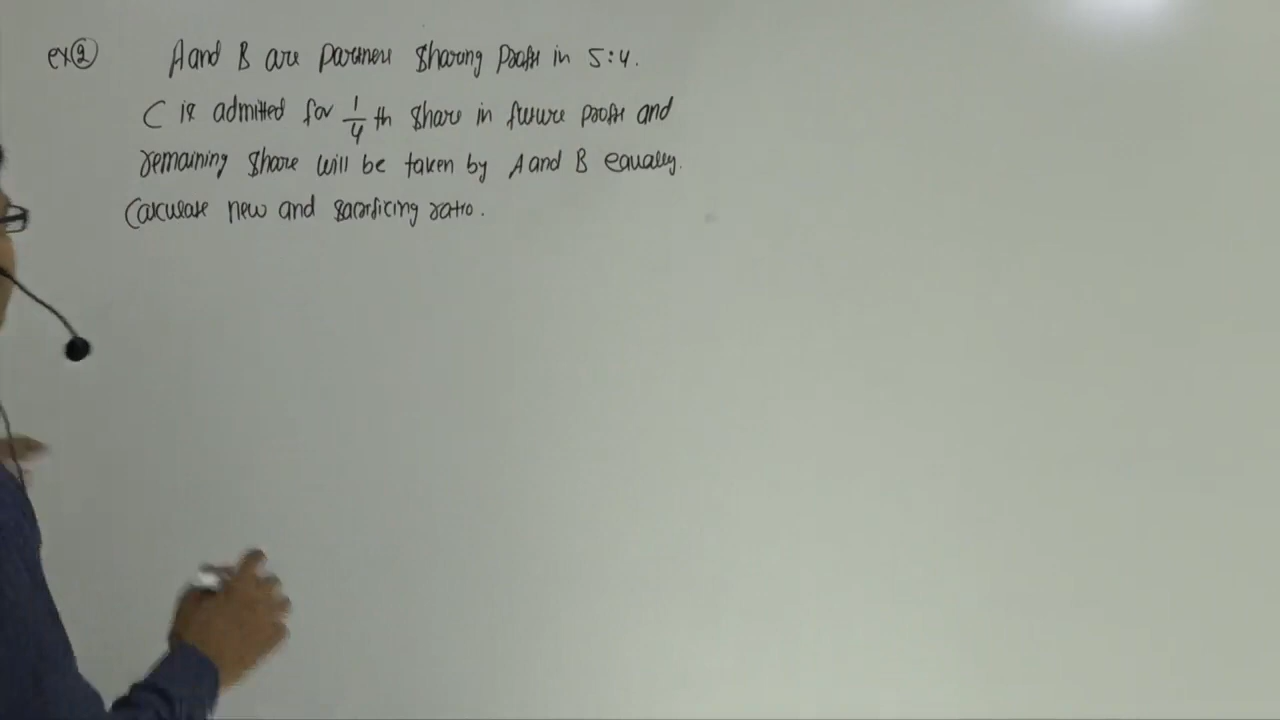 ex② A and B are partners sharing profit in 5:4.
C is admitted for 1/4 th share in future profit and
remaining share will be taken by A and B equally.
Calculate new and sacrificing ratio.